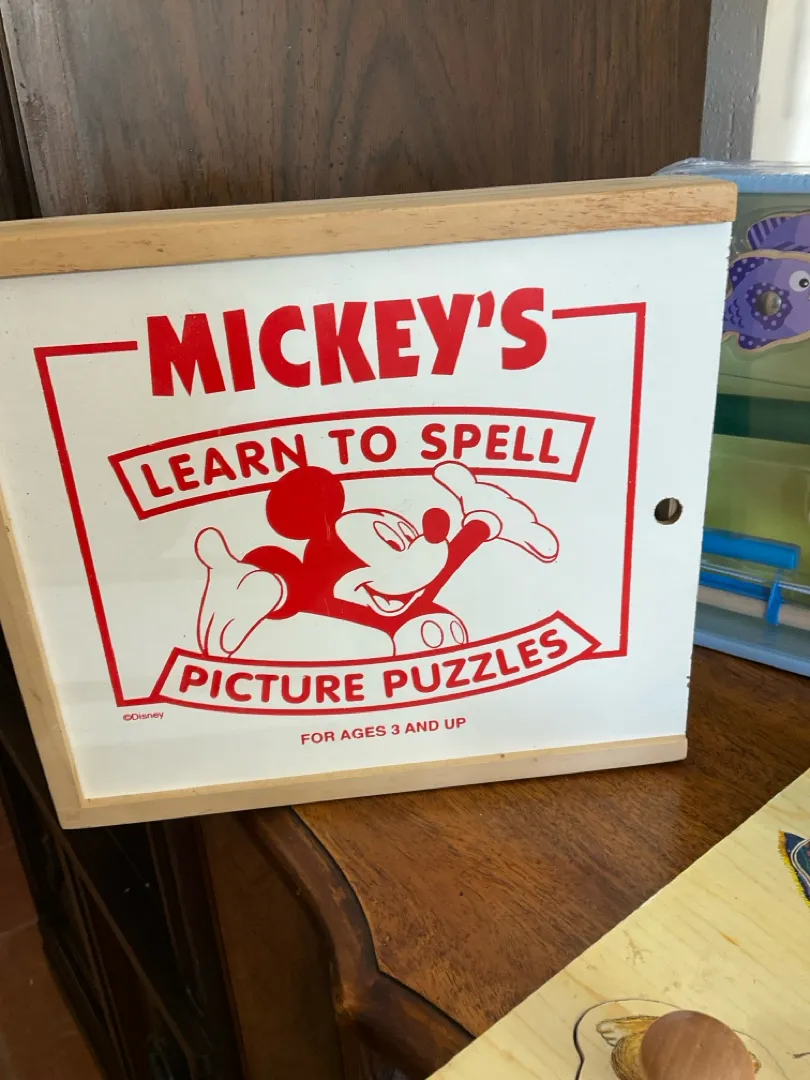 MICKEY'S
LEARN TO SPELL
PICTURE PUZZLES
©Disney
FOR AGES 3 AND UP